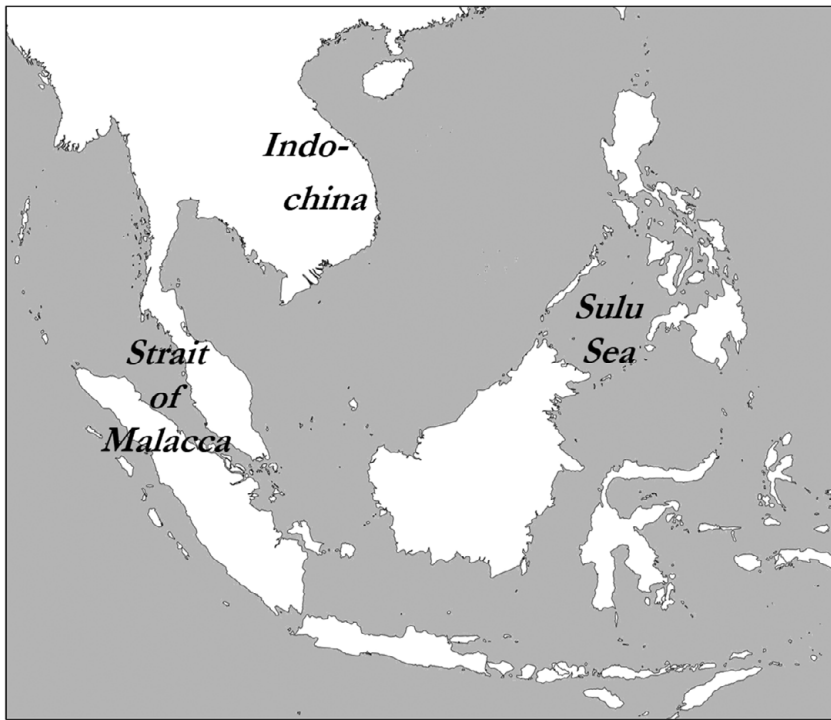 Indo-
china
Sulu
Sea
Strait
of
Malacca